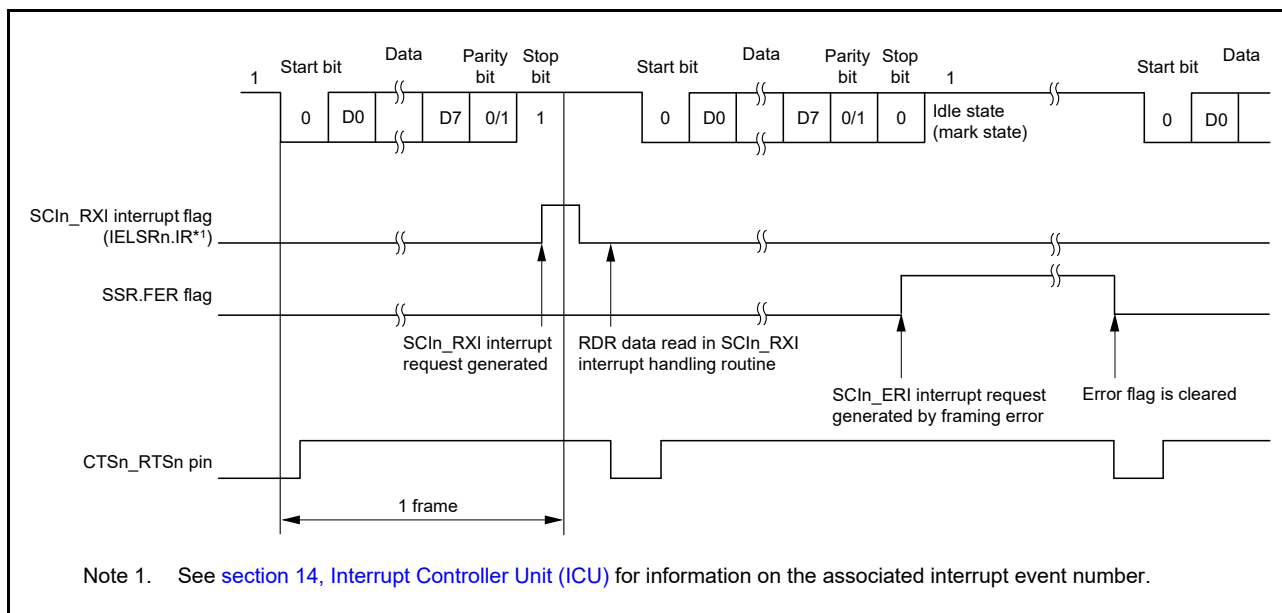 Data Parity Stop Data Parity Stop Data
1 Start bit bit bit Start bit bit bit 1 Start bit
0 D0 D7 0/1 1 0 D0 D7 0/1 0 Idle state 0 D0
(mark state)
SCIn_RXI interrupt flag
(IELSRn.IR*1)
SSR.FER flag
SCIn_RXI interrupt
request generated
RDR data read in SCIn_RXI
interrupt handling routine
SCIn_ERI interrupt request
generated by framing error
Error flag is cleared
CTSn_RTSn pin
1 frame
Note 1. See section 14, Interrupt Controller Unit (ICU) for information on the associated interrupt event number.